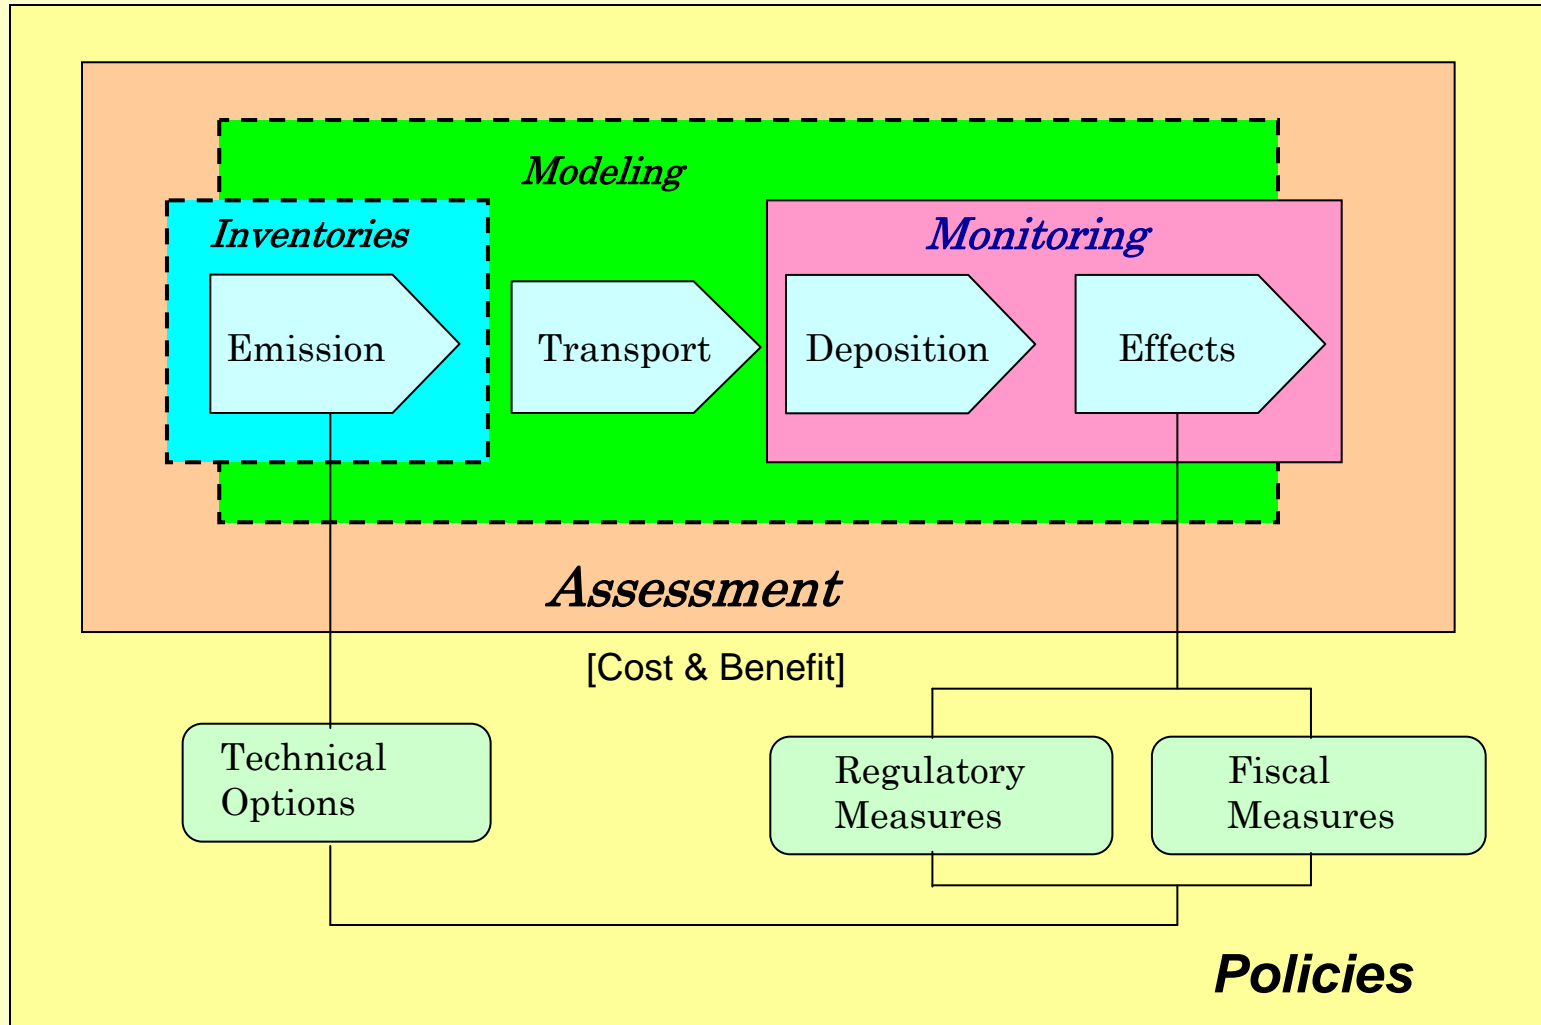 Modeling
Inventories
Monitoring
Emission
Transport
Deposition
Effects
Assessment
[Cost & Benefit]
Technical
Options
Regulatory
Measures
Fiscal
Measures
Policies